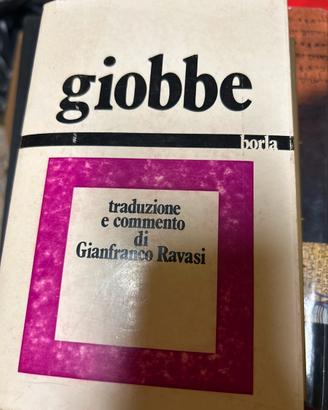 giobbe
borla
traduzione
e commento
di
Gianfranco Ravasi